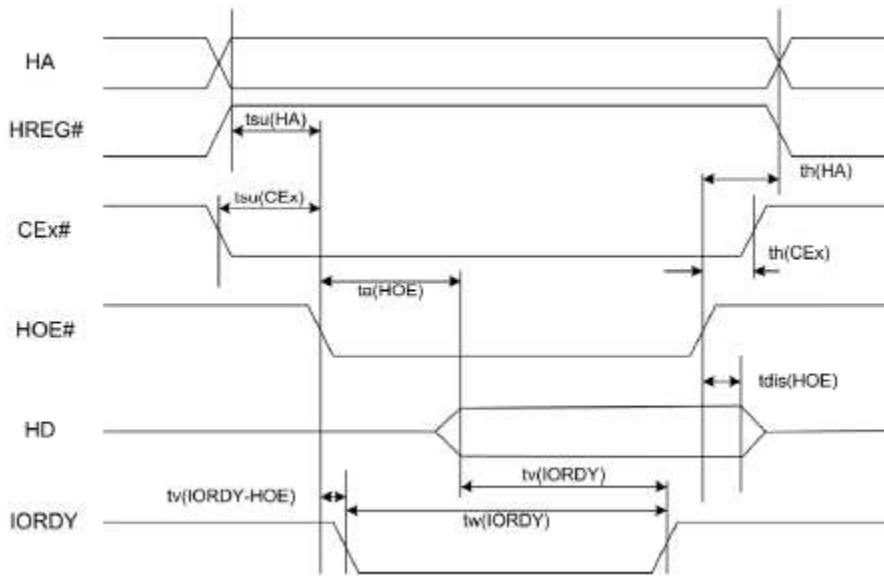 HA
HREG#
tsu(HA)
th(HA)
tsu(CEx)
CEx#
th(CEx)
ta(HOE)
HOE#
tdis(HOE)
HD
tv(IORDY)
tv(IORDY-HOE)
IORDY
tw(IORDY)